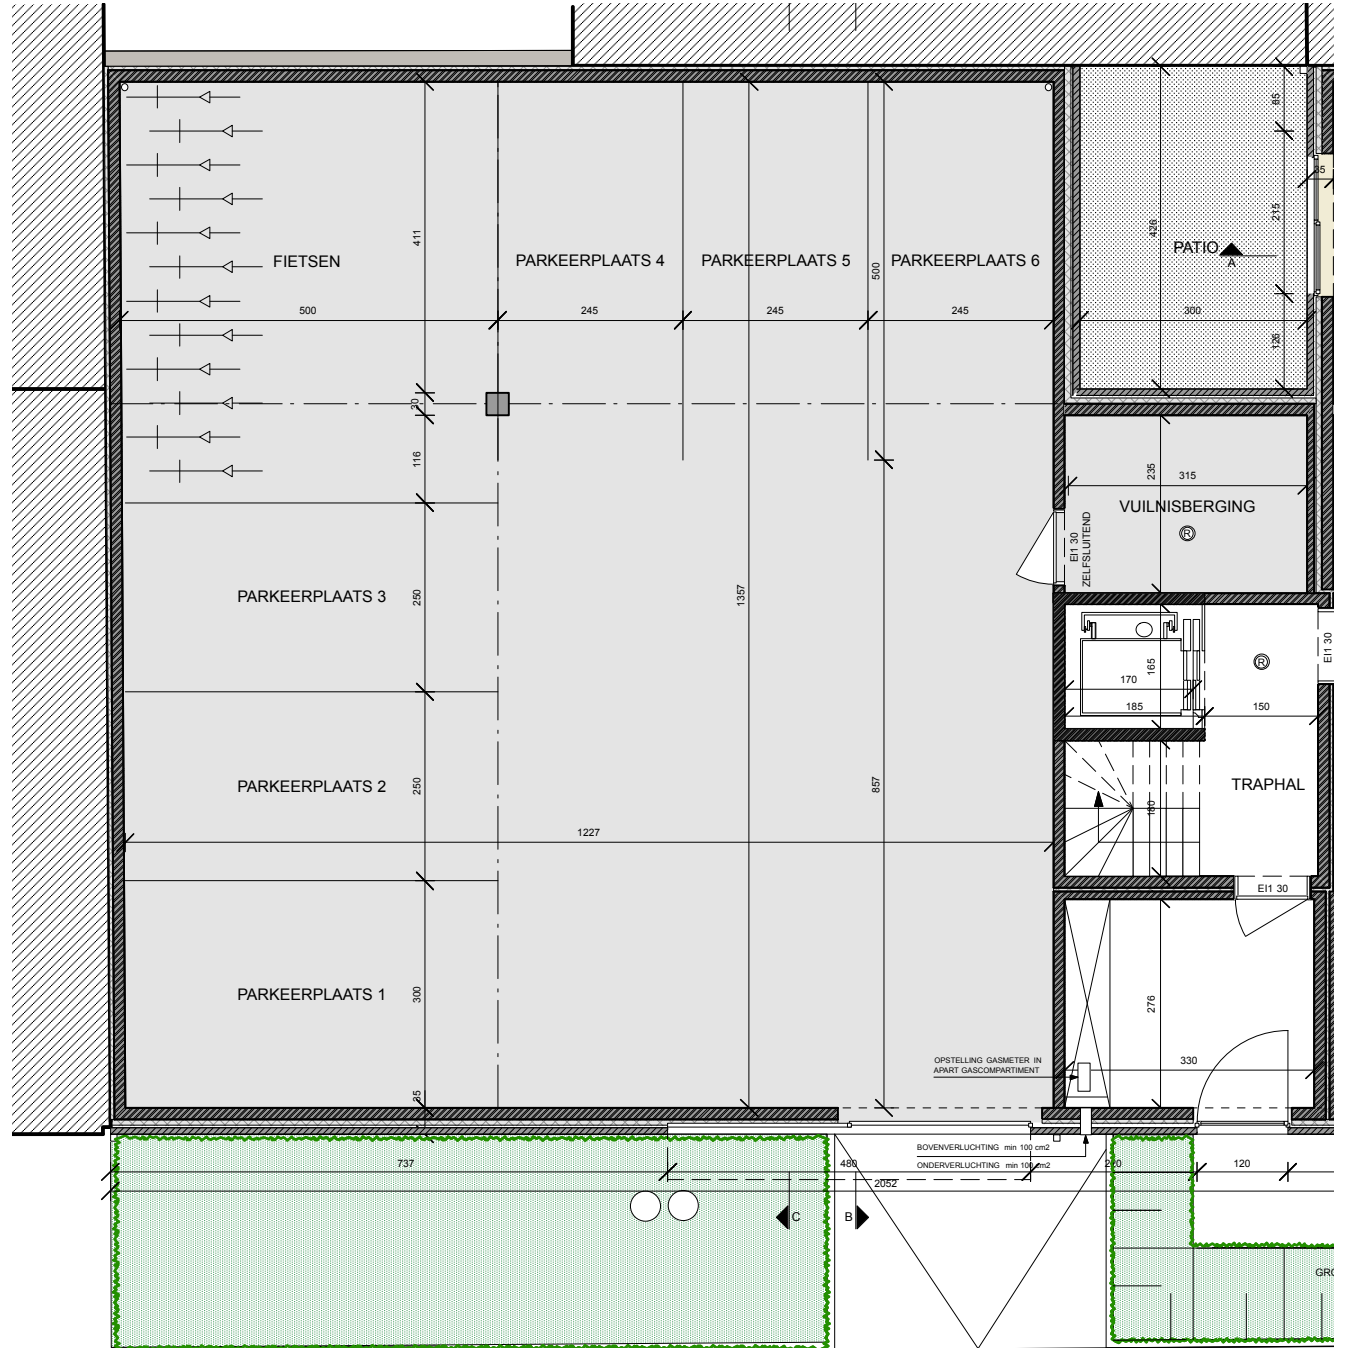 85
35
411
426
215
FIETSEN
PARKEERPLAATS 4
PARKEERPLAATS 5
PARKEERPLAATS 6
500
PATIO
A
500
245
245
245
300
126
30
116
235
315
VUILNISBERGING
R
EI1 30
ZELFSLUITEND
PARKEERPLAATS 3
250
1357
165
R
EI1 30
170
185
150
PARKEERPLAATS 2
250
857
180
TRAPHAL
1227
EI1 30
PARKEERPLAATS 1
300
276
OPSTELLING GASMETER IN
APART GASCOMPARTIMENT
330
35
BOVENVERLUCHTING min 100 cm2
ONDERVERLUCHTING min 100 cm2
737
480
120
2052
C
B
GRO